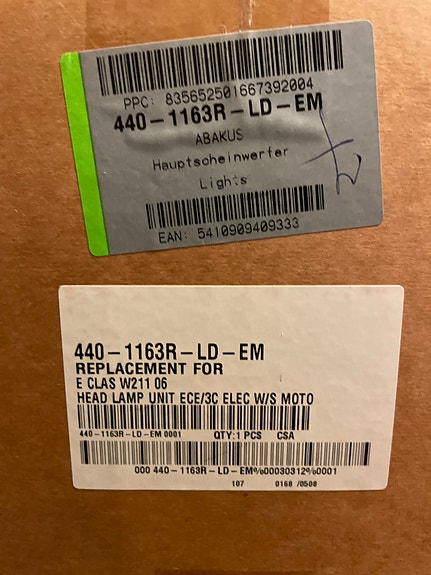 PPC: 835652501667392004
440-1163R-LD-EM
ABAKUS
Hauptscheinwerfer
Lights
EAN: 5410909409333
440-1163R-LD-EM
REPLACEMENT FOR
E CLAS W211 06
HEAD LAMP UNIT ECE/3C ELEC W/S MOTO
440-1163R-LD-EM 0001 QTY:1 PCS CSA
000 440-1163R-LD-EM%00030312%0001
107 0168 /0508